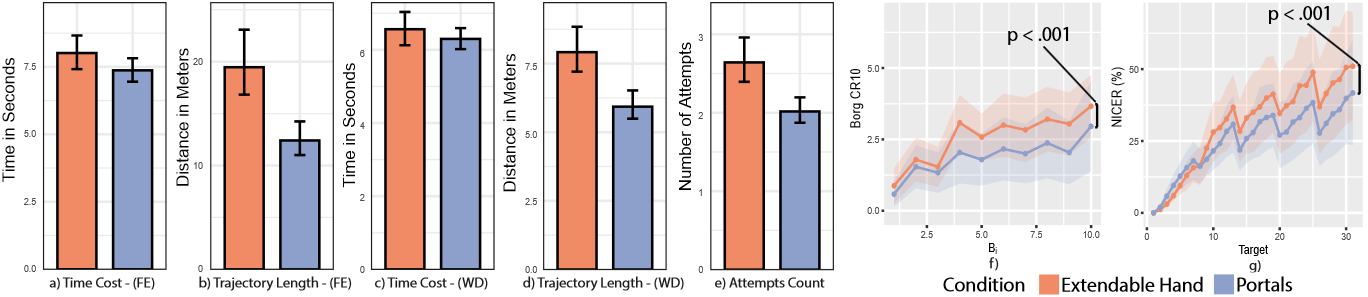 Time in Seconds
7.5
5.0
2.5
0.0
a) Time Cost - (FE)
Distance in Meters
20
10
0
b) Trajectory Length - (FE)
Time in Seconds
6
4
2
0
c) Time Cost - (WD)
Distance in Meters
7.5
5.0
2.5
0.0
d) Trajectory Length - (WD)
Number of Attempts
3
2
1
0
e) Attempts Count
p < .001
Borg CR10
5.0
2.5
0.0
2.5
5.0
7.5
10.0
Bi
f)
p < .001
NICER (%)
50
25
0
0
10
20
30
Target
g)
Condition
Extendable Hand
Portals